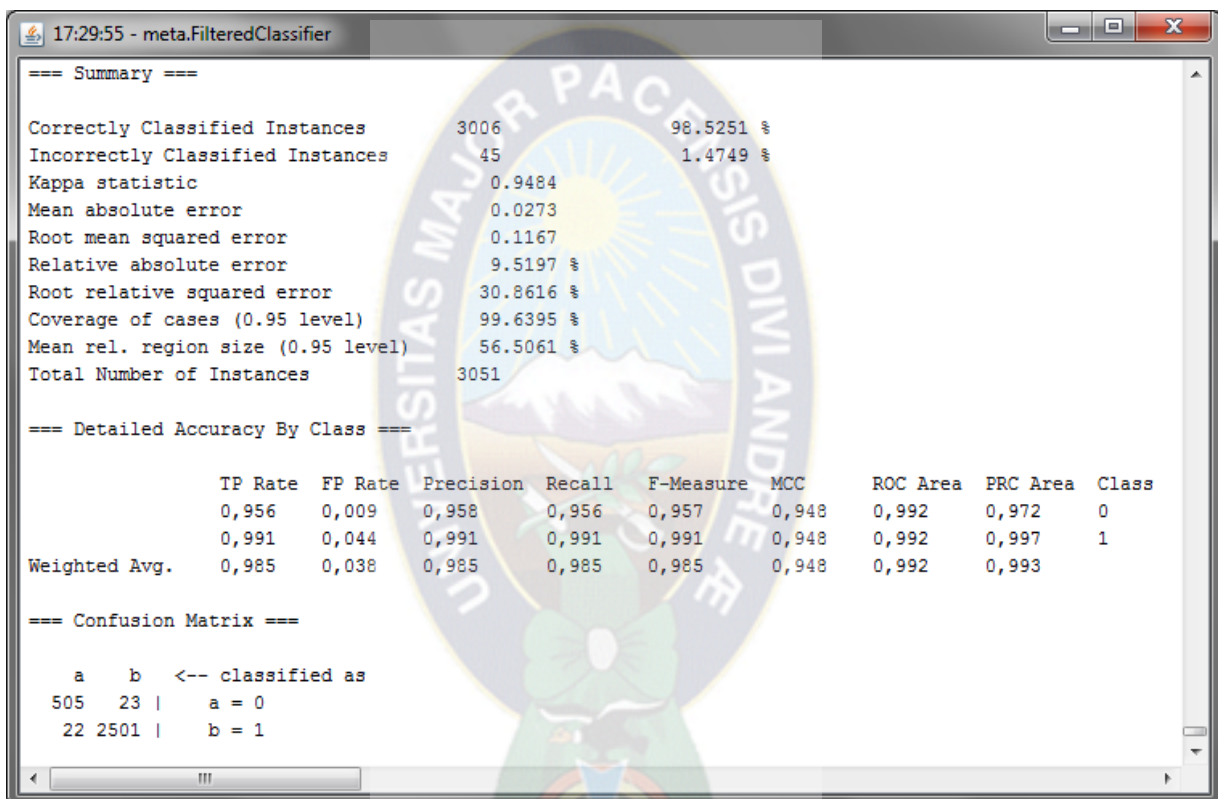 17:29:55 - meta.FilteredClassifier
=== Summary ===
Correctly Classified Instances 3006 98.5251 %
Incorrectly Classified Instances 45 1.4749 %
Kappa statistic 0.9484
Mean absolute error 0.0273
Root mean squared error 0.1167
Relative absolute error 9.5197 %
Root relative squared error 30.8616 %
Coverage of cases (0.95 level) 99.6395 %
Mean rel. region size (0.95 level) 56.5061 %
Total Number of Instances 3051
=== Detailed Accuracy By Class ===
TP Rate FP Rate Precision Recall F-Measure MCC ROC Area PRC Area Class
0,956 0,009 0,958 0,956 0,957 0,948 0,992 0,972 0
0,991 0,044 0,991 0,991 0,991 0,948 0,992 0,997 1
Weighted Avg. 0,985 0,038 0,985 0,985 0,985 0,948 0,992 0,993
=== Confusion Matrix ===
a b <-- classified as
505 23 | a = 0
22 2501 | b = 1
UNIVERSITAS MAJOR PACENSIS DIVI ANDRE Æ